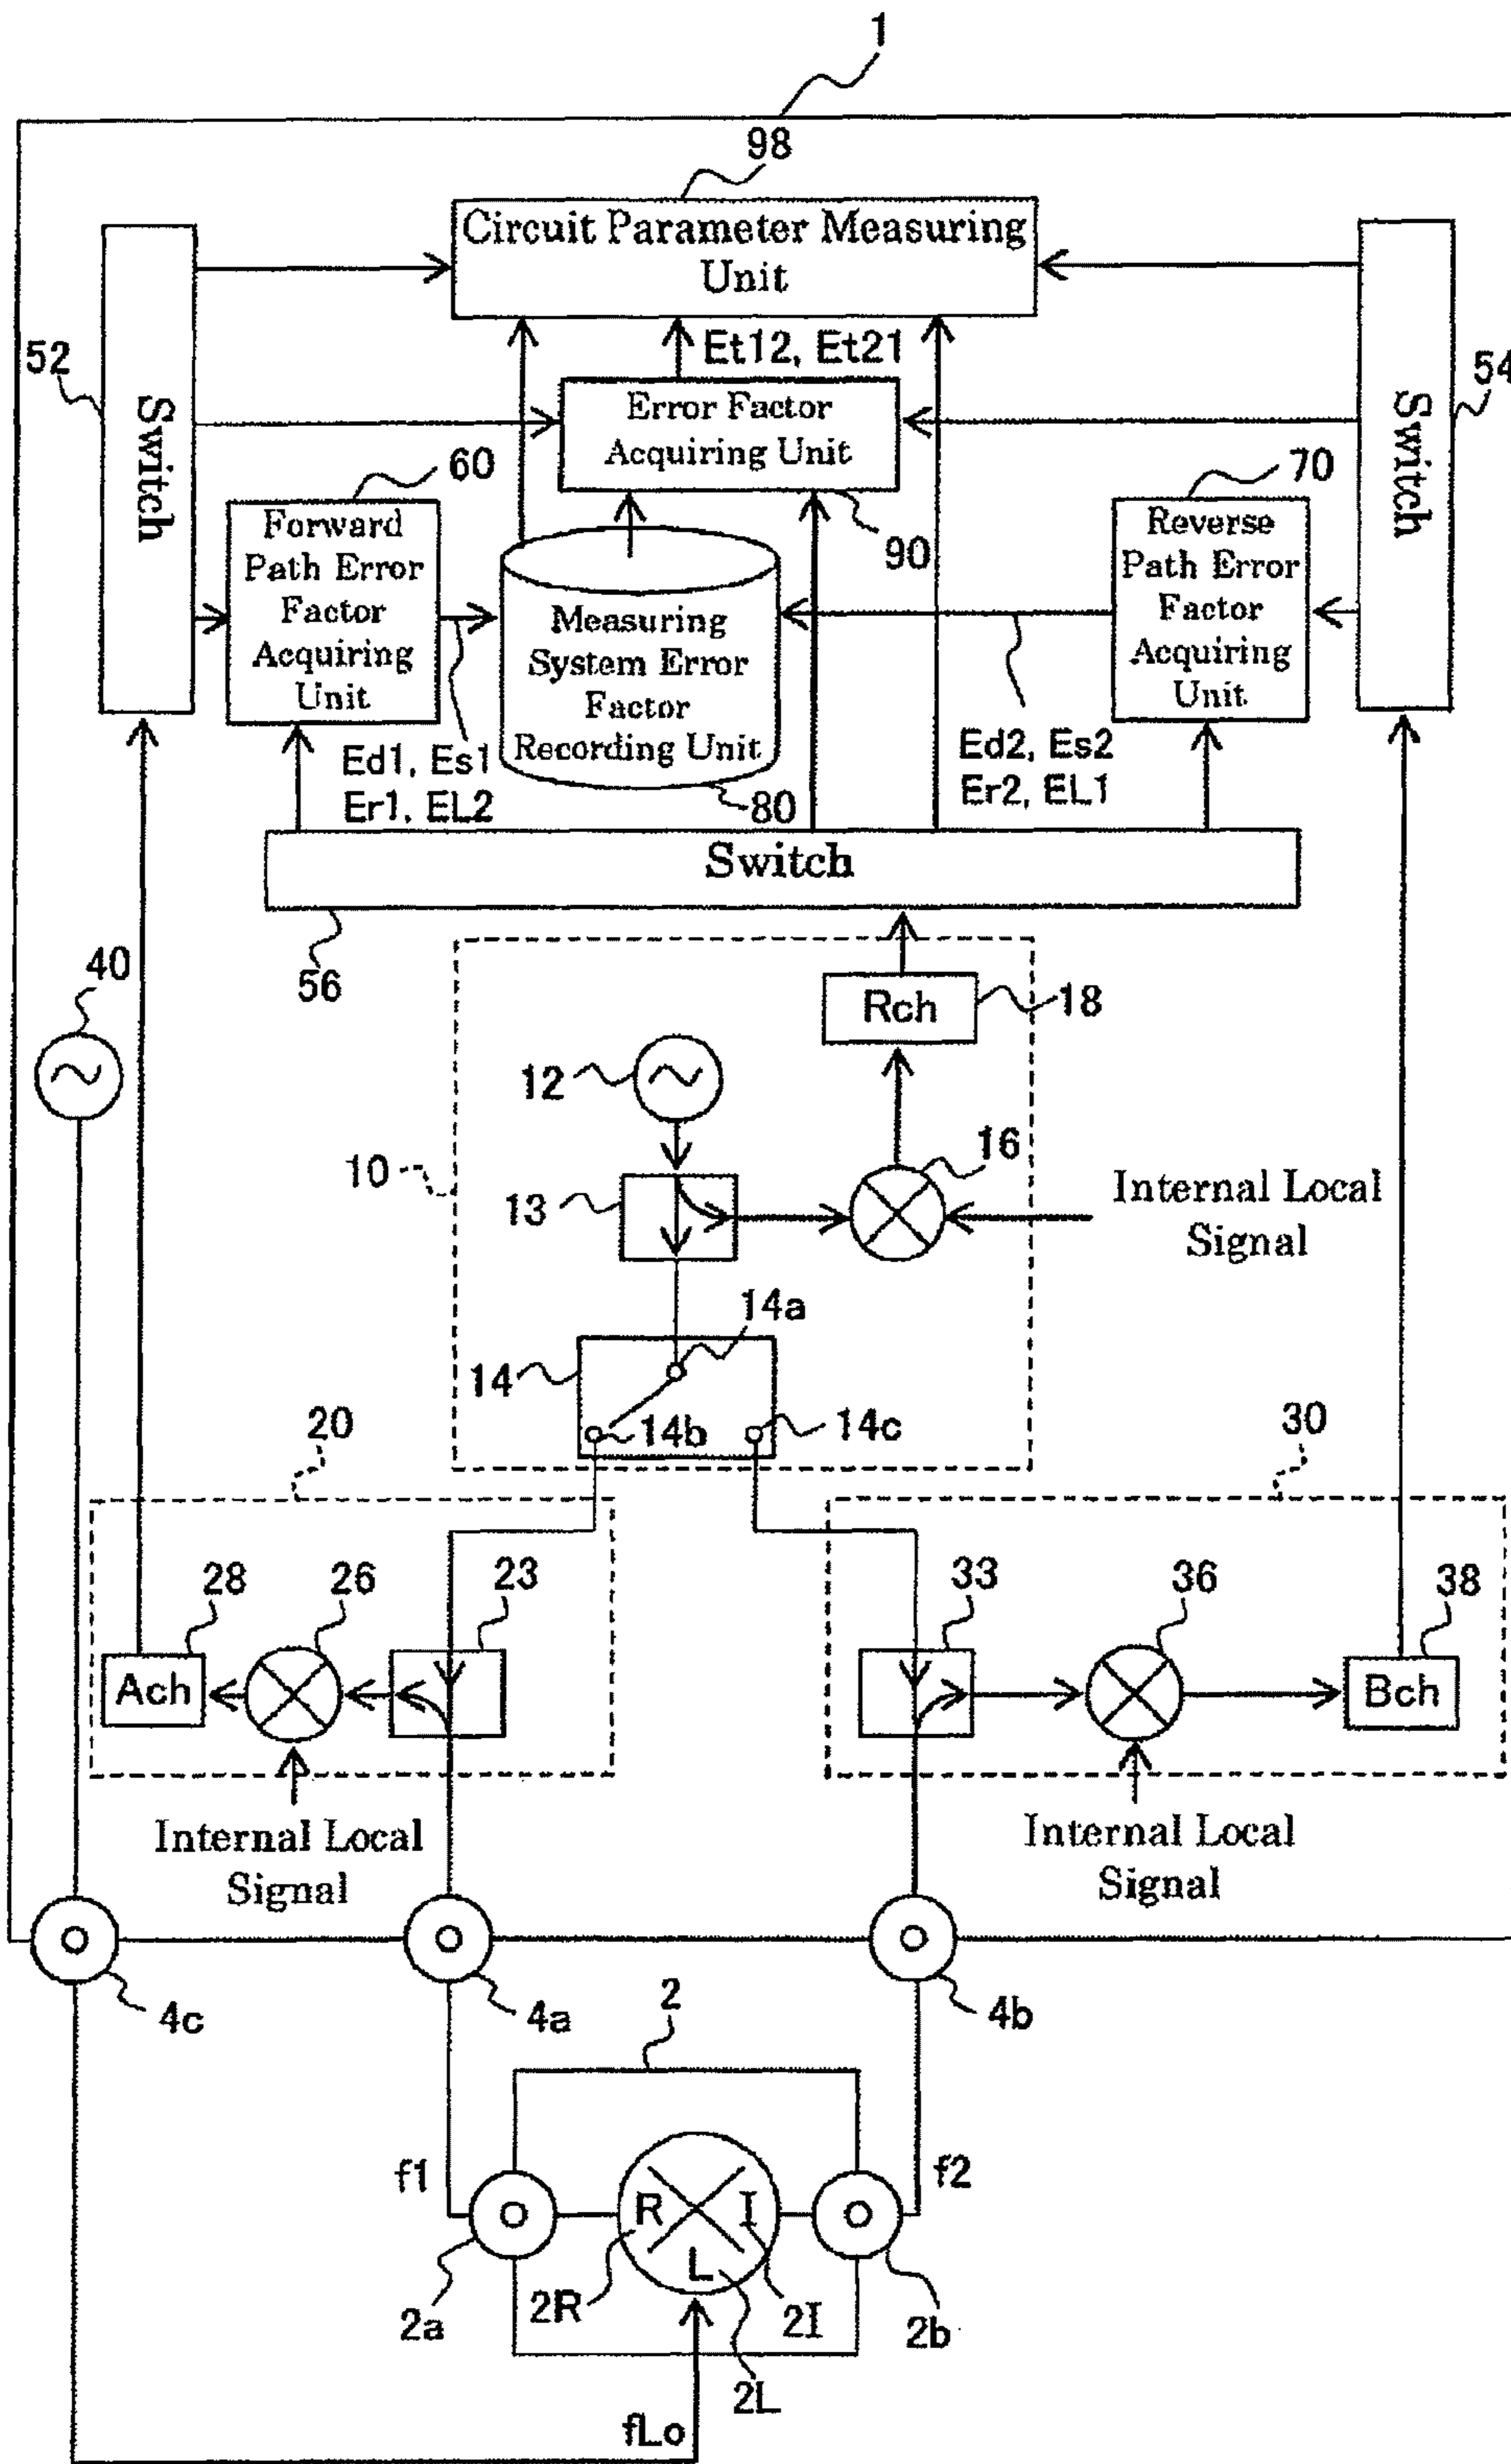 1
98
Circuit Parameter Measuring
Unit
52
Switch
Et12, Et21
Error Factor
Acquiring Unit
54
Switch
60
Forward
Path Error
Factor
Acquiring
Unit
90
70
Reverse
Path Error
Factor
Acquiring
Unit
Measuring
System Error
Factor
Recording Unit
80
Ed1, Es1
Er1, EL2
Ed2, Es2
Er2, EL1
Switch
56
40
Rch
18
12
10
13
16
Internal Local
Signal
14a
14
14b
14c
20
30
28
26
23
33
36
38
Ach
Bch
Internal Local
Signal
Internal Local
Signal
4c
4a
4b
2
f1
f2
R
I
L
2a
2R
2I
2b
2L
fLo